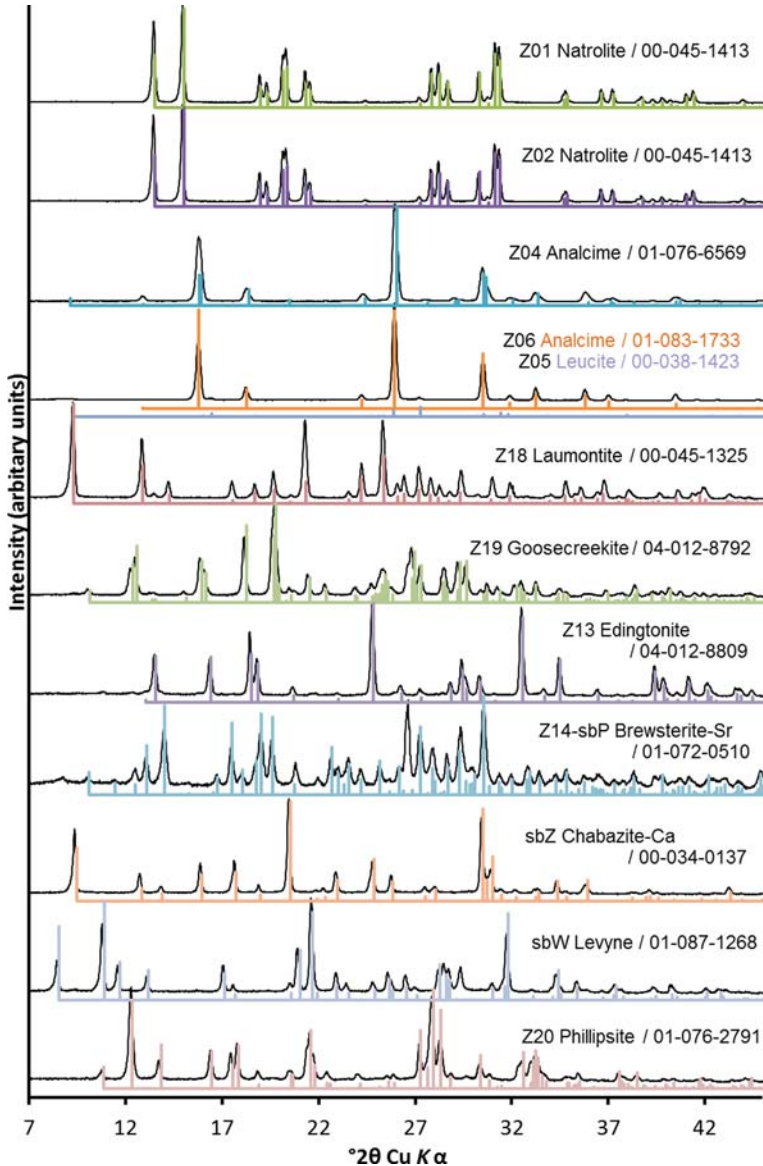 Z01 Natrolite / 00-045-1413
Z02 Natrolite / 00-045-1413
Z04 Analcime / 01-076-6569
Z06 Analcime / 01-083-1733
Z05 Leucite / 00-038-1423
Z18 Laumontite / 00-045-1325
Z19 Goosecreekite / 04-012-8792
Z13 Edingtonite
/ 04-012-8809
Z14-sbP Brewsterite-Sr
/ 01-072-0510
sbZ Chabazite-Ca
/ 00-034-0137
sbW Levyne / 01-087-1268
Z20 Phillipsite / 01-076-2791
Intensity (arbitary units)
7 12 17 22 27 32 37 42
°2θ Cu K α